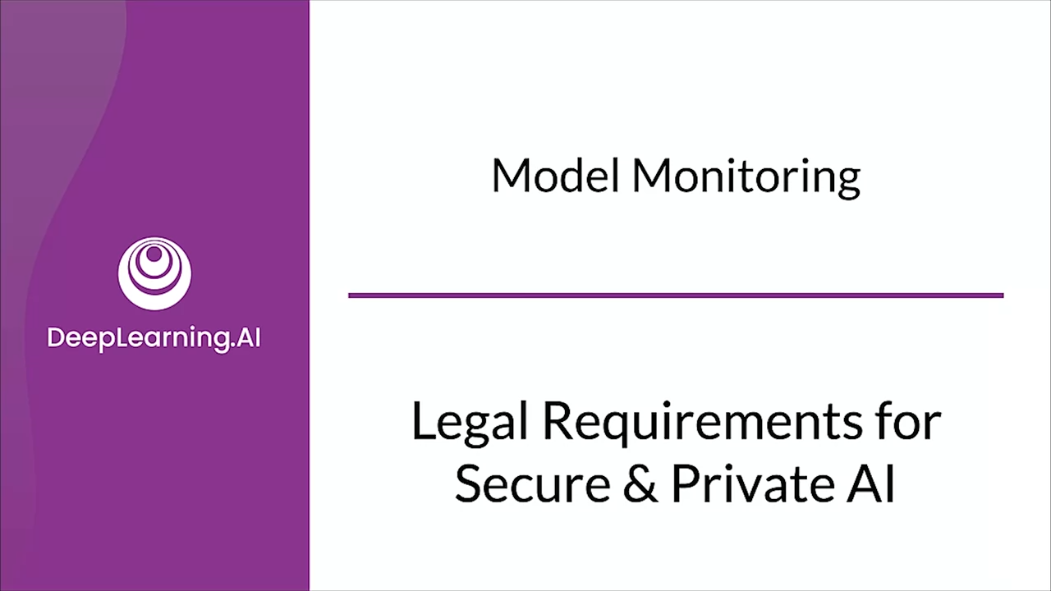 Model Monitoring
DeepLearning.AI
Legal Requirements for
Secure & Private AI